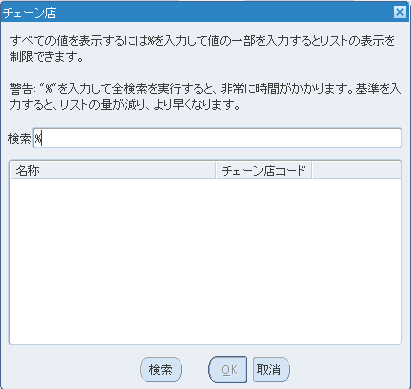 チェーン店
すべての値を表示するには%を入力して値の一部を入力するとリストの表示を
制限できます。
警告: "%"を入力して全検索を実行すると、非常に時間がかかります。基準を入
力すると、リストの量が減り、より早くなります。
検索 %
名称 チェーン店コード
検索 OK 取消